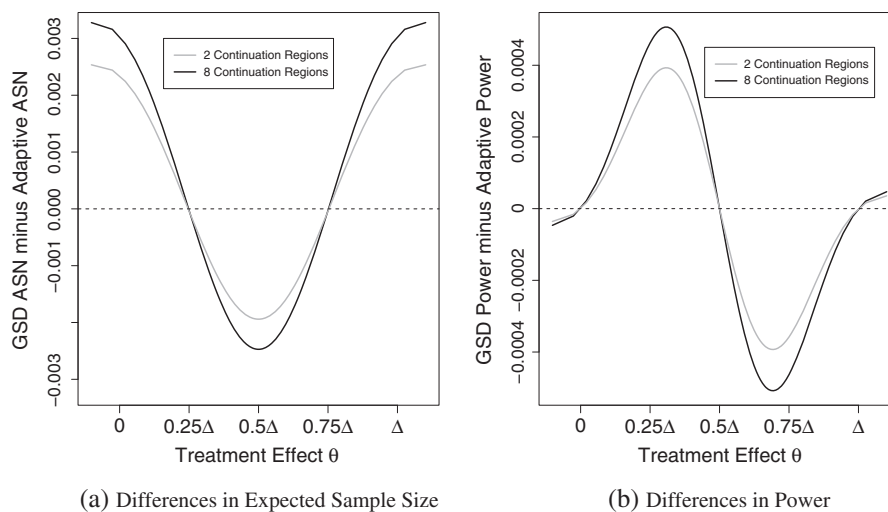 GSD ASN minus Adaptive ASN
0.003
0.002
0.001
0.000
−0.001
−0.003
2 Continuation Regions
8 Continuation Regions
0 0.25Δ 0.5Δ 0.75Δ Δ
Treatment Effect θ
(a) Differences in Expected Sample Size
GSD Power minus Adaptive Power
0.0004
0.0002
0
−0.0002
−0.0004
2 Continuation Regions
8 Continuation Regions
0 0.25Δ 0.5Δ 0.75Δ Δ
Treatment Effect θ
(b) Differences in Power